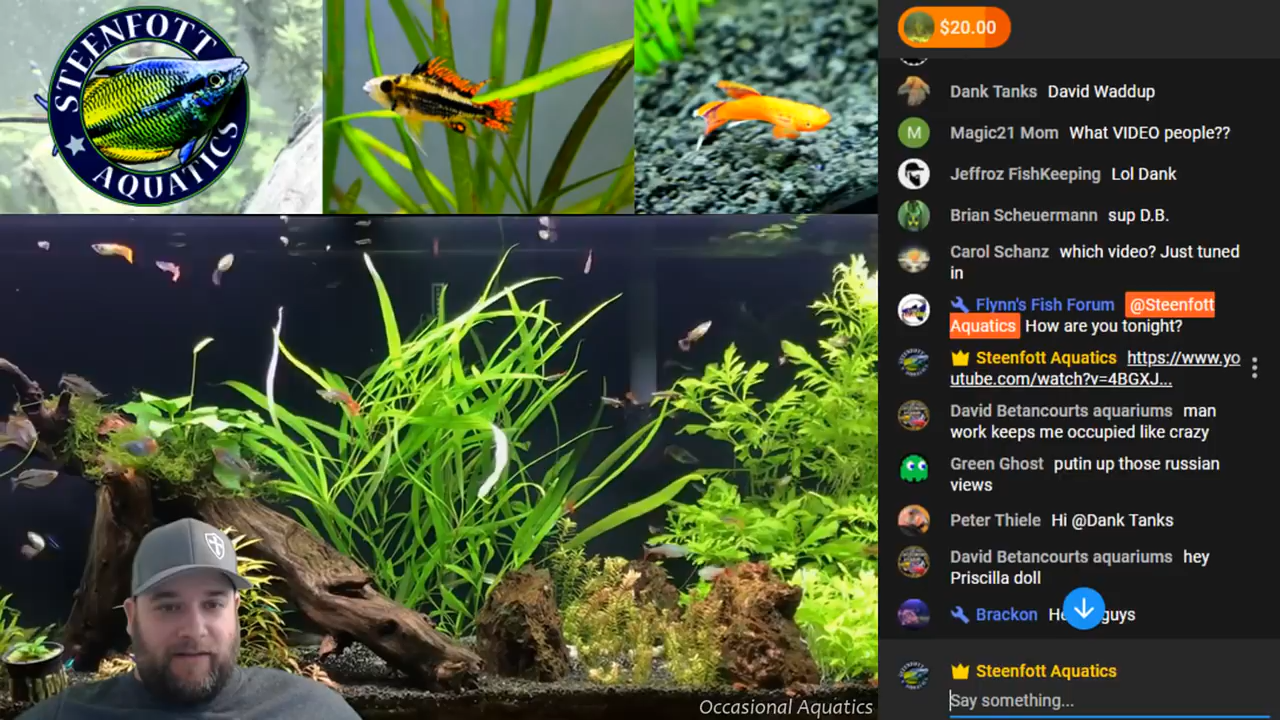 STEENFOTT
AQUATICS
$20.00
Dank Tanks David Waddup
M
Magic21 Mom What VIDEO people??
Jeffroz FishKeeping Lol Dank
Brian Scheuermann sup D.B.
Carol Schanz which video? Just tuned
in
Flynn's Fish Forum @Steenfott
Aquatics How are you tonight?
Steenfott Aquatics https://www.yo
utube.com/watch?v=4BGXJ...
David Betancourts aquariums man
work keeps me occupied like crazy
Green Ghost putin up those russian
views
Peter Thiele Hi @Dank Tanks
David Betancourts aquariums hey
Priscilla doll
Brackon guys
Steenfott Aquatics
Say something...
Occasional Aquatics